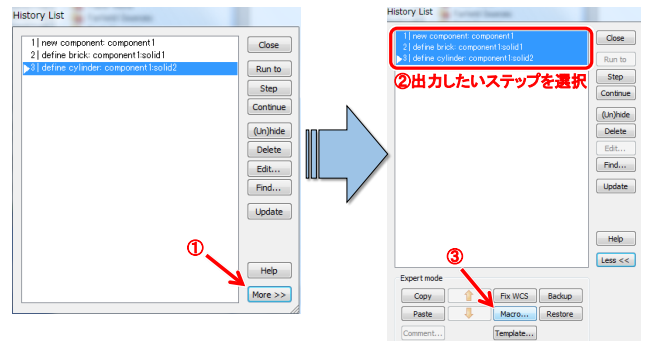 History List
1| new component: component1
2| define brick: component1:solid1
3| define cylinder: component1:solid2
Close
Run to
Step
Continue
(Un)hide
Delete
Edit...
Find...
Update
①
Help
More >>
History List
1| new component: component1
2| define brick: component1:solid1
3| define cylinder: component1:solid2
②出力したいステップを選択
Close
Run to
Step
Continue
(Un)hide
Delete
Edit...
Find...
Update
Help
Less <<
③
Expert mode
Copy
Fix WCS
Backup
Paste
Macro...
Restore
Comment...
Template...